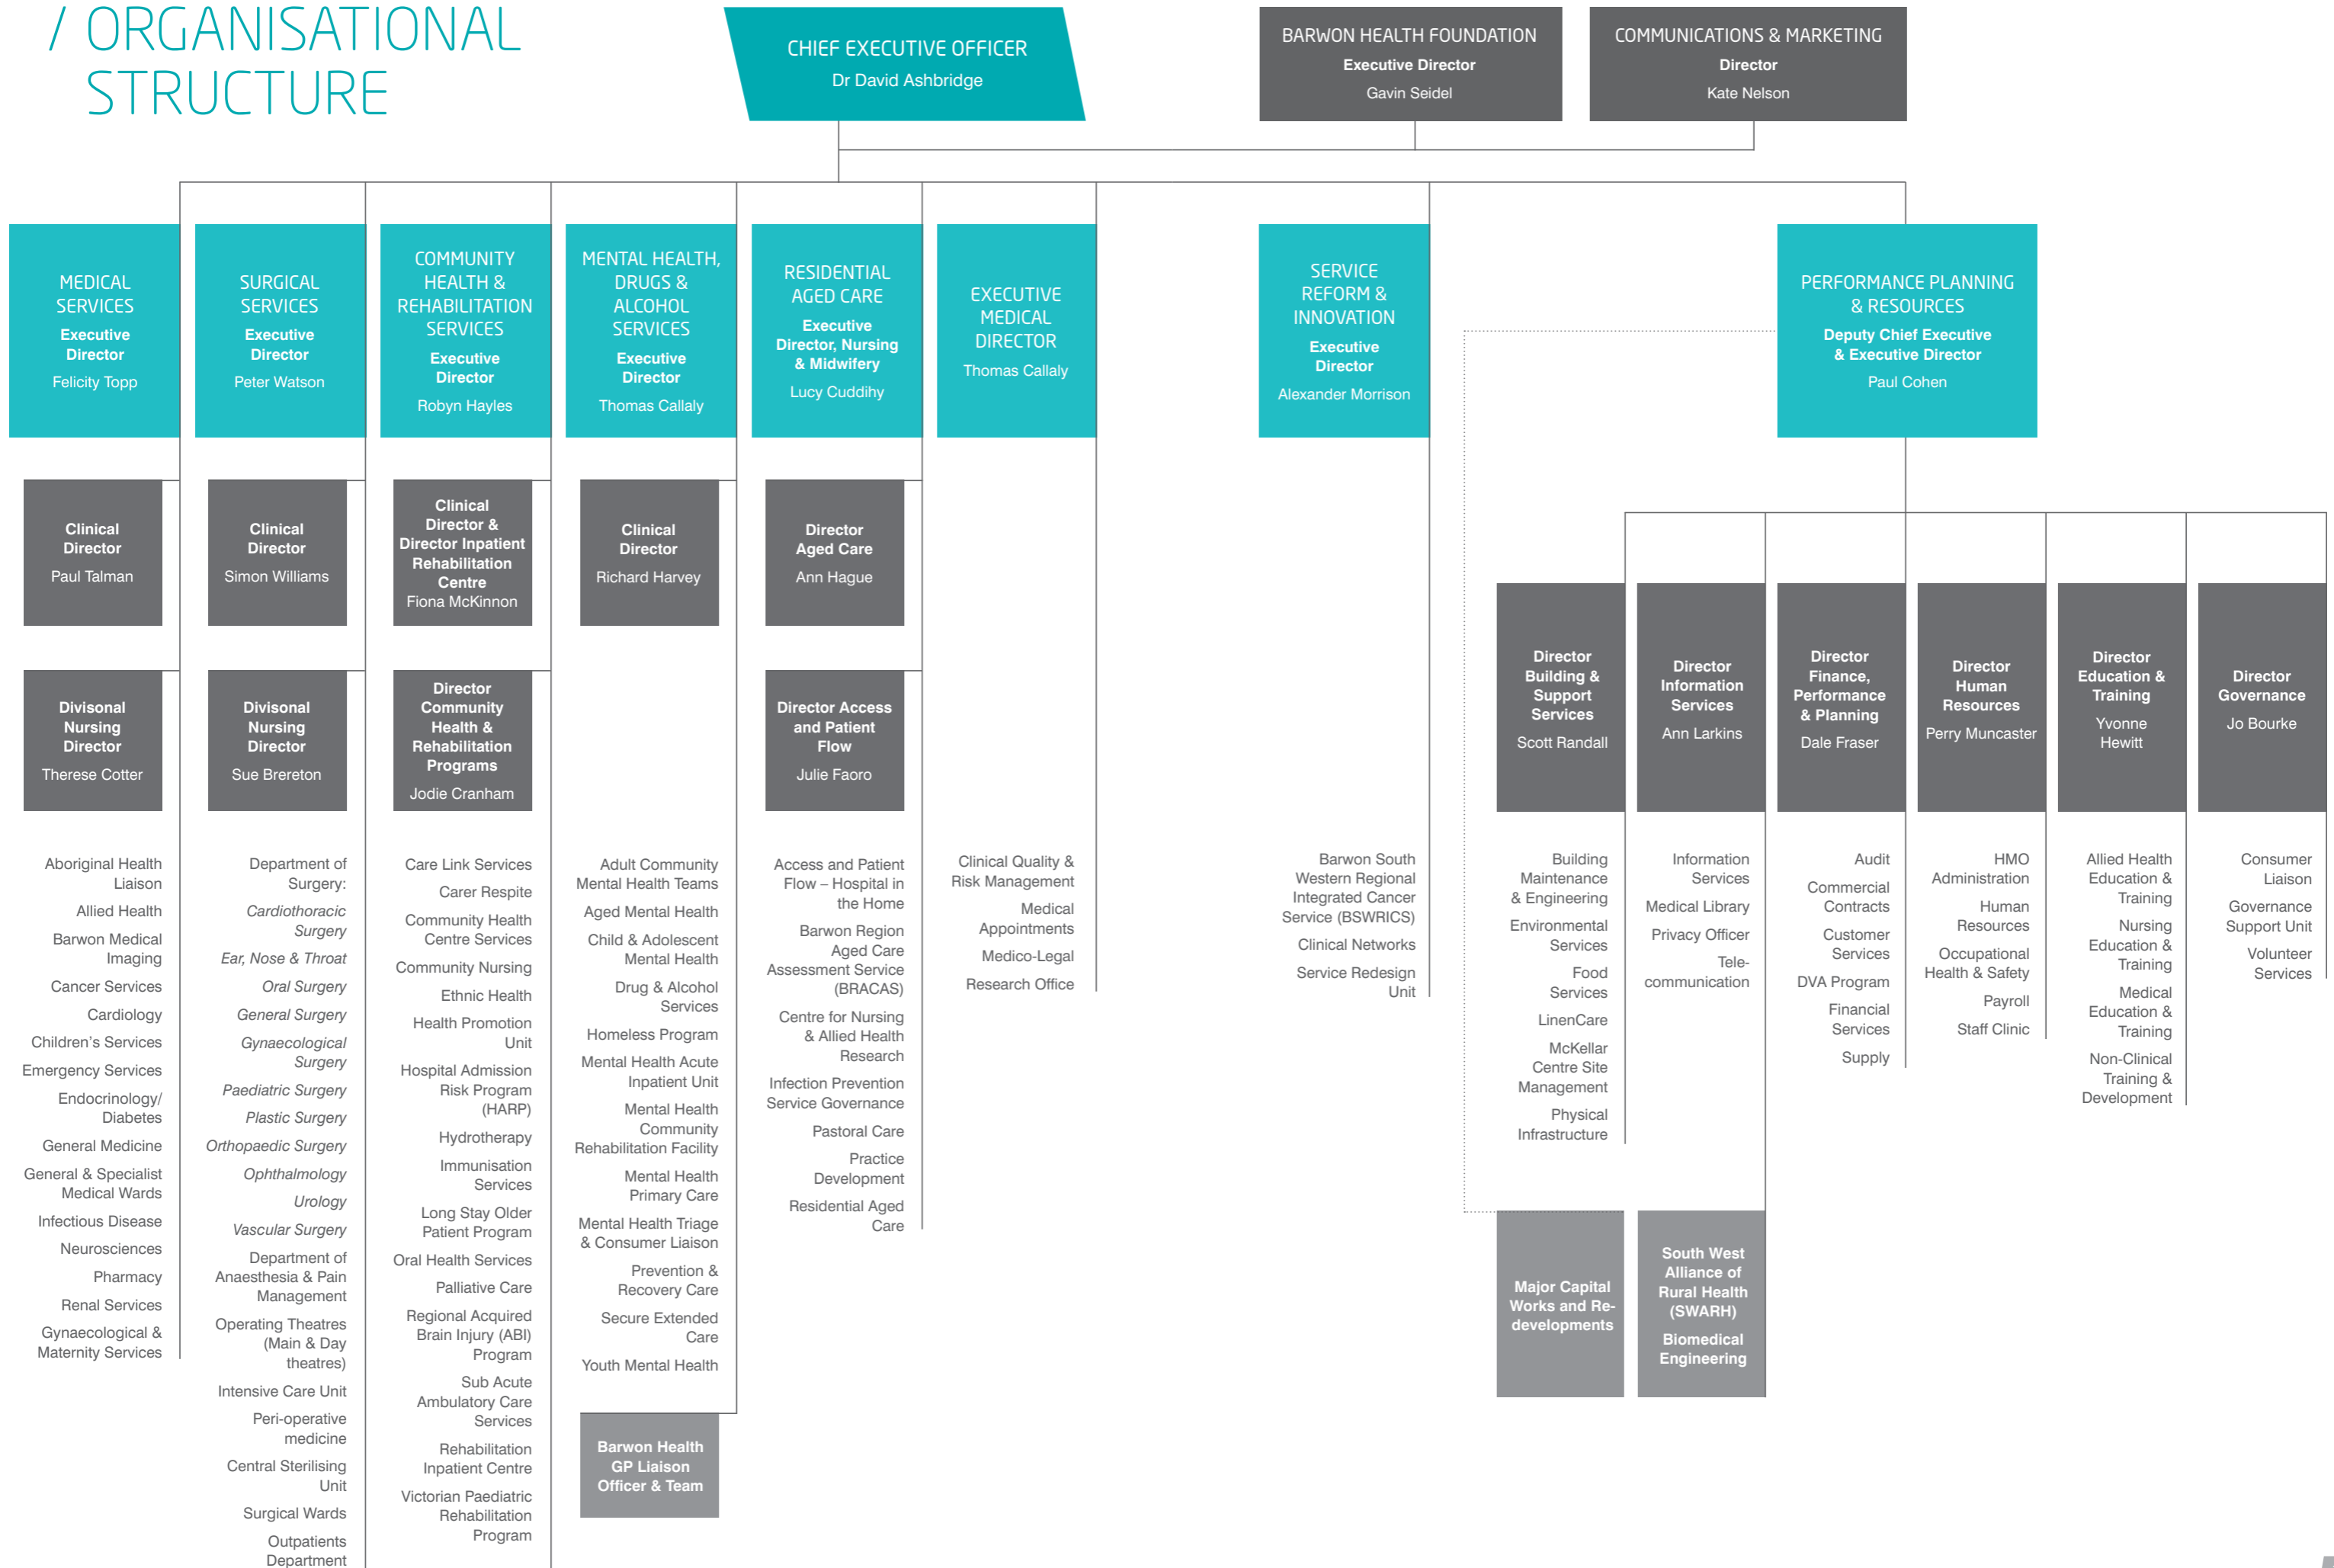 / ORGANISATIONAL
STRUCTURE
CHIEF EXECUTIVE OFFICER
Dr David Ashbridge
BARWON HEALTH FOUNDATION
Executive Director
Gavin Seidel
COMMUNICATIONS & MARKETING
Director
Kate Nelson
MEDICAL
SERVICES
Executive
Director
Felicity Topp
SURGICAL
SERVICES
Executive
Director
Peter Watson
COMMUNITY
HEALTH &
REHABILITATION
SERVICES
Executive
Director
Robyn Hayles
MENTAL HEALTH,
DRUGS &
ALCOHOL
SERVICES
Executive
Director
Thomas Callaly
RESIDENTIAL
AGED CARE
Executive
Director, Nursing
& Midwifery
Lucy Cuddihy
EXECUTIVE
MEDICAL
DIRECTOR
Thomas Callaly
SERVICE
REFORM &
INNOVATION
Executive
Director
Alexander Morrison
PERFORMANCE PLANNING
& RESOURCES
Deputy Chief Executive
& Executive Director
Paul Cohen
Clinical
Director
Paul Talman
Clinical
Director
Simon Williams
Clinical
Director &
Director Inpatient
Rehabilitation
Centre
Fiona McKinnon
Clinical
Director
Richard Harvey
Director
Aged Care
Ann Hague
Divisonal
Nursing
Director
Therese Cotter
Divisonal
Nursing
Director
Sue Brereton
Director
Community
Health &
Rehabilitation
Programs
Jodie Cranham
Director Access
and Patient
Flow
Julie Faoro
Director
Building &
Support
Services
Scott Randall
Director
Information
Services
Ann Larkins
Director
Finance,
Performance
& Planning
Dale Fraser
Director
Human
Resources
Perry Muncaster
Director
Education &
Training
Yvonne
Hewitt
Director
Governance
Jo Bourke
Aboriginal Health
Liaison
Allied Health
Barwon Medical
Imaging
Cancer Services
Cardiology
Children's Services
Emergency Services
Endocrinology/
Diabetes
General Medicine
General & Specialist
Medical Wards
Infectious Disease
Neurosciences
Pharmacy
Renal Services
Gynaecological &
Maternity Services
Department of
Surgery:
Cardiothoracic
Surgery
Ear, Nose & Throat
Oral Surgery
General Surgery
Gynaecological
Surgery
Paediatric Surgery
Plastic Surgery
Orthopaedic Surgery
Ophthalmology
Urology
Vascular Surgery
Department of
Anaesthesia & Pain
Management
Operating Theatres
(Main & Day
theatres)
Intensive Care Unit
Peri-operative
medicine
Central Sterilising
Unit
Surgical Wards
Outpatients
Department
Care Link Services
Carer Respite
Community Health
Centre Services
Community Nursing
Ethnic Health
Health Promotion
Unit
Hospital Admission
Risk Program
(HARP)
Hydrotherapy
Immunisation
Services
Long Stay Older
Patient Program
Oral Health Services
Palliative Care
Regional Acquired
Brain Injury (ABI)
Program
Sub Acute
Ambulatory Care
Services
Rehabilitation
Inpatient Centre
Victorian Paediatric
Rehabilitation
Program
Adult Community
Mental Health Teams
Aged Mental Health
Child & Adolescent
Mental Health
Drug & Alcohol
Services
Homeless Program
Mental Health Acute
Inpatient Unit
Mental Health
Community
Rehabilitation Facility
Mental Health
Primary Care
Mental Health Triage
& Consumer Liaison
Prevention &
Recovery Care
Secure Extended
Care
Youth Mental Health
Barwon Health
GP Liaison
Officer & Team
Access and Patient
Flow – Hospital in
the Home
Barwon Region
Aged Care
Assessment Service
(BRACAS)
Centre for Nursing
& Allied Health
Research
Infection Prevention
Service Governance
Pastoral Care
Practice
Development
Residential Aged
Care
Clinical Quality &
Risk Management
Medical
Appointments
Medico-Legal
Research Office
Barwon South
Western Regional
Integrated Cancer
Service (BSWRICS)
Clinical Networks
Service Redesign
Unit
Building
Maintenance
& Engineering
Environmental
Services
Food
Services
LinenCare
McKellar
Centre Site
Management
Physical
Infrastructure
Major Capital
Works and Re-
developments
Information
Services
Medical Library
Privacy Officer
Tele-
communication
South West
Alliance of
Rural Health
(SWARH)
Biomedical
Engineering
Audit
Commercial
Contracts
Customer
Services
DVA Program
Financial
Services
Supply
HMO
Administration
Human
Resources
Occupational
Health & Safety
Payroll
Staff Clinic
Allied Health
Education &
Training
Nursing
Education &
Training
Medical
Education &
Training
Non-Clinical
Training &
Development
Consumer
Liaison
Governance
Support Unit
Volunteer
Services